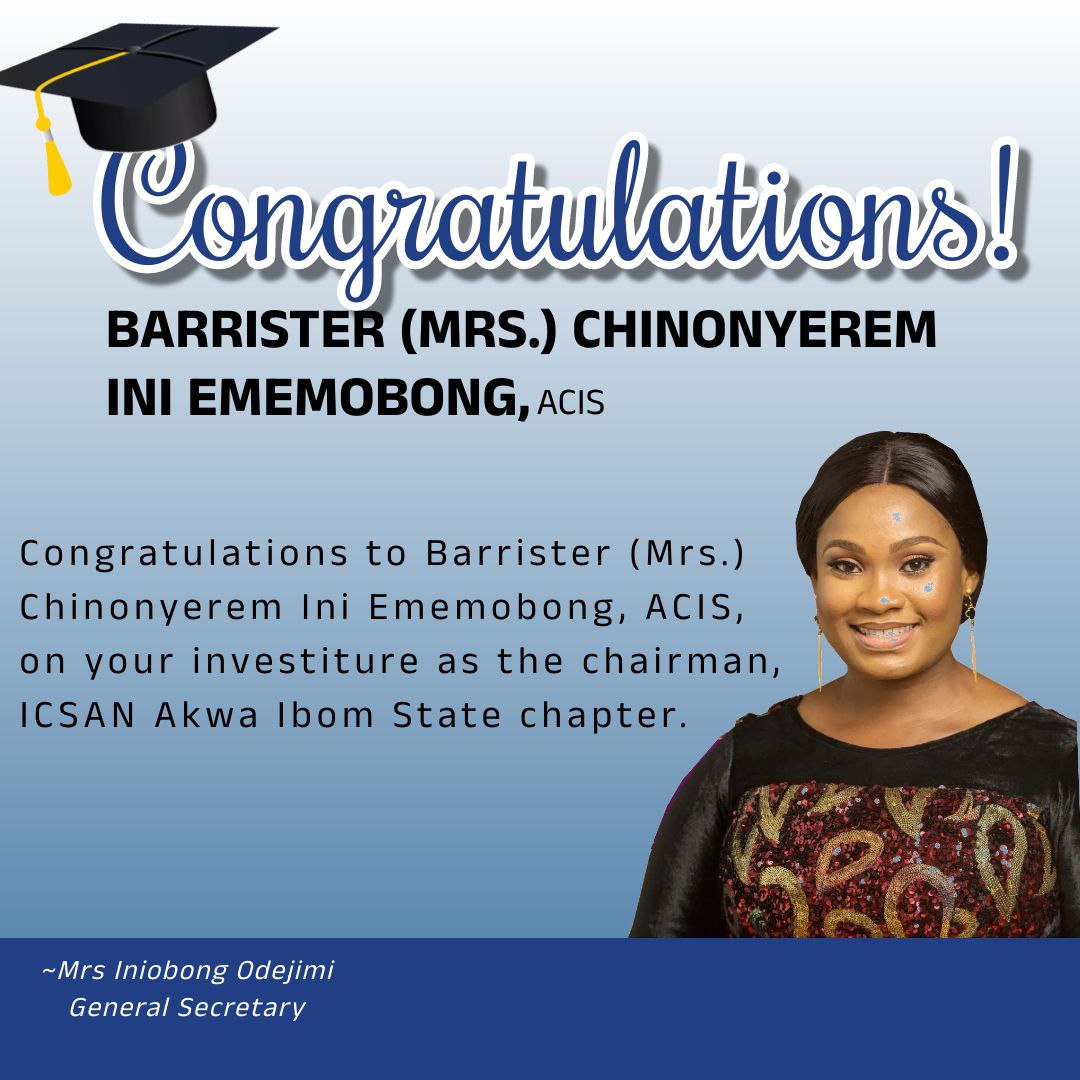 Congratulations!
BARRISTER (MRS.) CHINONYEREM
INI EMEMOBONG, ACIS
Congratulations to Barrister (Mrs.)
Chinonyerem Ini Ememobong, ACIS,
on your investiture as the chairman,
ICSAN Akwa Ibom State chapter.
~Mrs Iniobong Odejimi
General Secretary